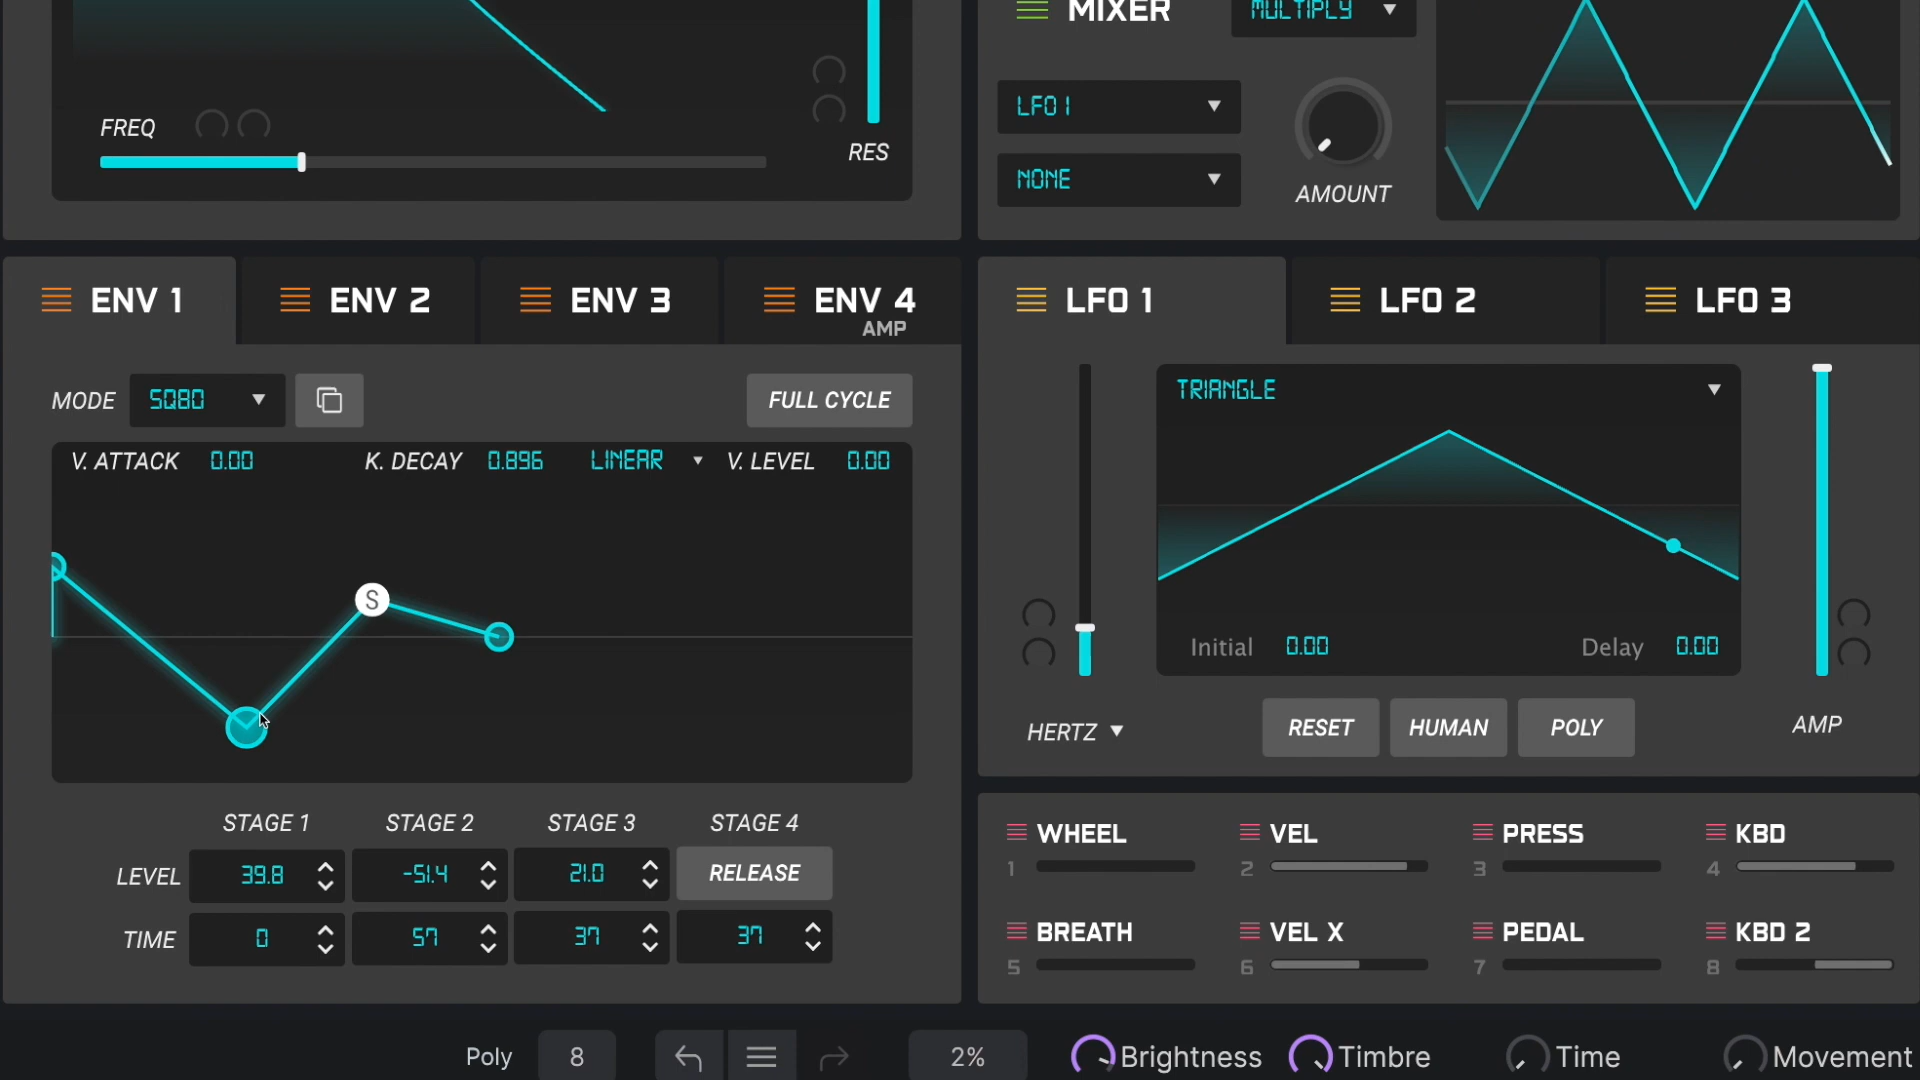 MIXER MULTIPLY
FREQ
RES
LFO1
NONE
AMOUNT
ENV 1 ENV 2 ENV 3 ENV 4
AMP
MODE SQ80 FULL CYCLE
V. ATTACK 0.00 K. DECAY 0.896 LINEAR V. LEVEL 0.00
S
STAGE 1 STAGE 2 STAGE 3 STAGE 4
LEVEL 39.8 -51.4 21.0 RELEASE
TIME 0 57 37 37
LFO 1 LFO 2 LFO 3
TRIANGLE
Initial 0.00 Delay 0.00
HERTZ RESET HUMAN POLY AMP
WHEEL VEL PRESS KBD
1 2 3 4
BREATH VEL X PEDAL KBD 2
5 6 7 8
Poly 8 2% Brightness Timbre Time Movement